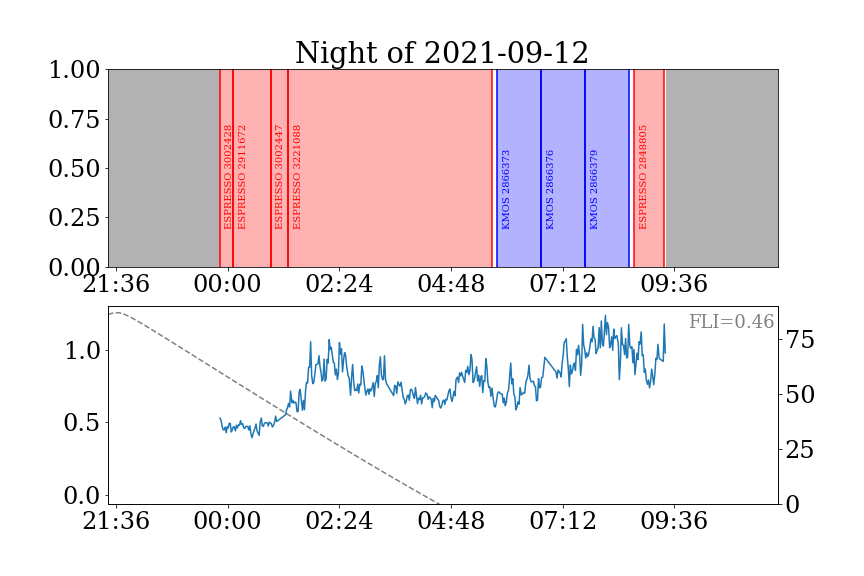 Night of 2021-09-12
1.00
0.75
0.50
0.25
0.00
ESPRESSO 3002428
ESPRESSO 2911672
ESPRESSO 3002447
ESPRESSO 3221088
KMOS 2866373
KMOS 2866376
KMOS 2866379
ESPRESSO 2848805
21:36 00:00 02:24 04:48 07:12 09:36
FLI=0.46
1.0
0.5
0.0
75
50
25
0
21:36 00:00 02:24 04:48 07:12 09:36